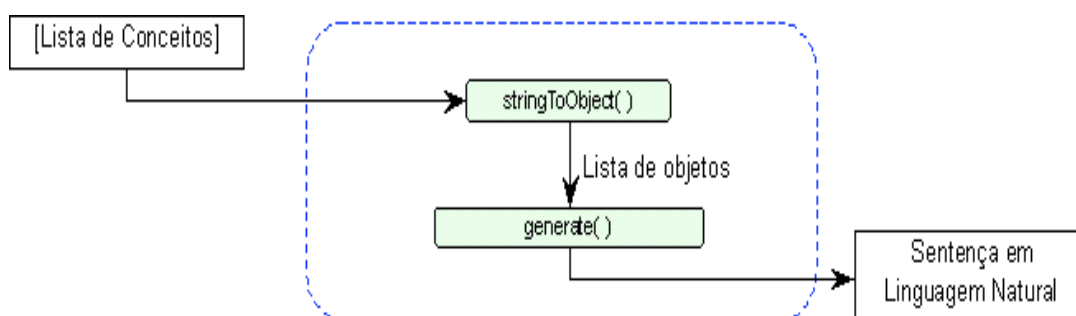 [Lista de Conceitos]
stringToObject( )
Lista de objetos
generate( )
Sentença em
Linguagem Natural